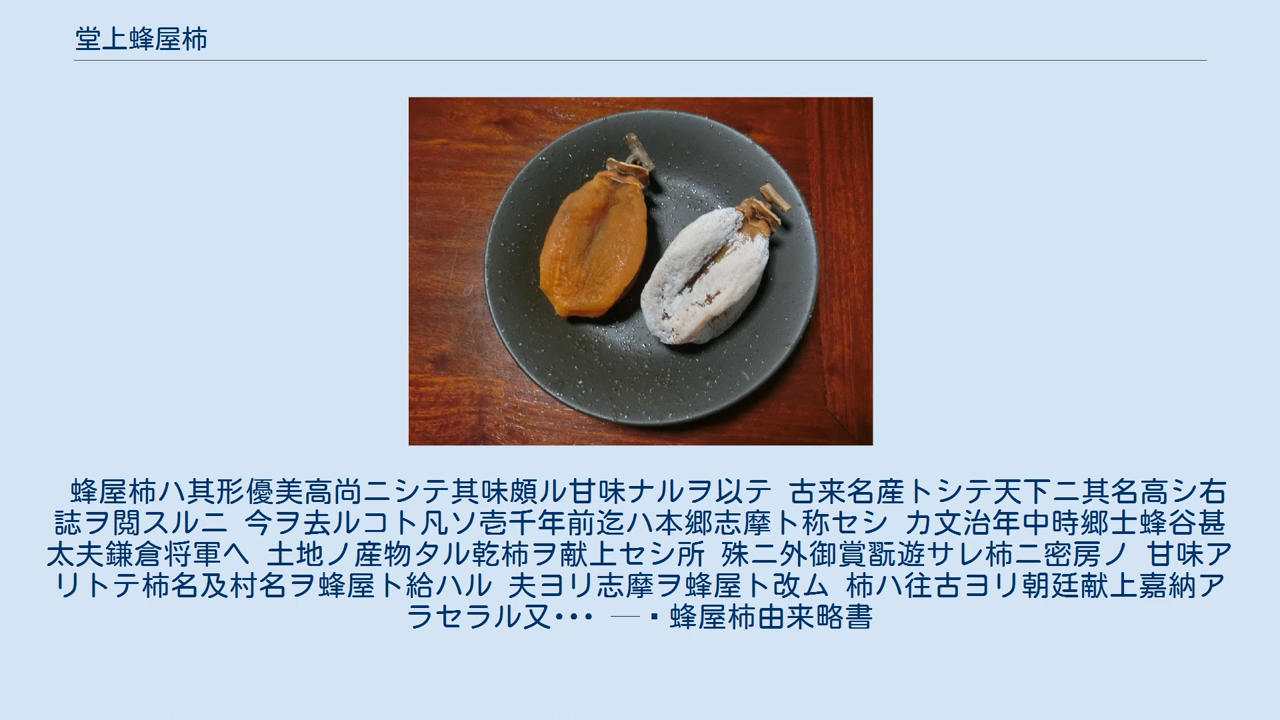 堂上蜂屋柿
蜂屋柿ハ其形優美高尚ニシテ其味頗ル甘味ナルヲ以テ 古来名産トシテ天下ニ其名高シ右
誌ヲ閲スルニ 今ヲ去ルコト凡ソ壱千年前迄ハ本郷志摩ト称セシ カ文治年中時郷士蜂谷甚
太夫鎌倉将軍ヘ 土地ノ産物タル乾柿ヲ献上セシ所 殊ニ外御賞翫遊サレ柿ニ密房ノ 甘味ア
リトテ柿名及村名ヲ蜂屋ト給ハル 夫ヨリ志摩ヲ蜂屋ト改ム 柿ハ往古ヨリ朝廷献上嘉納ア
ラセラル又・・・ ─ ▪ 蜂屋柿由来略書